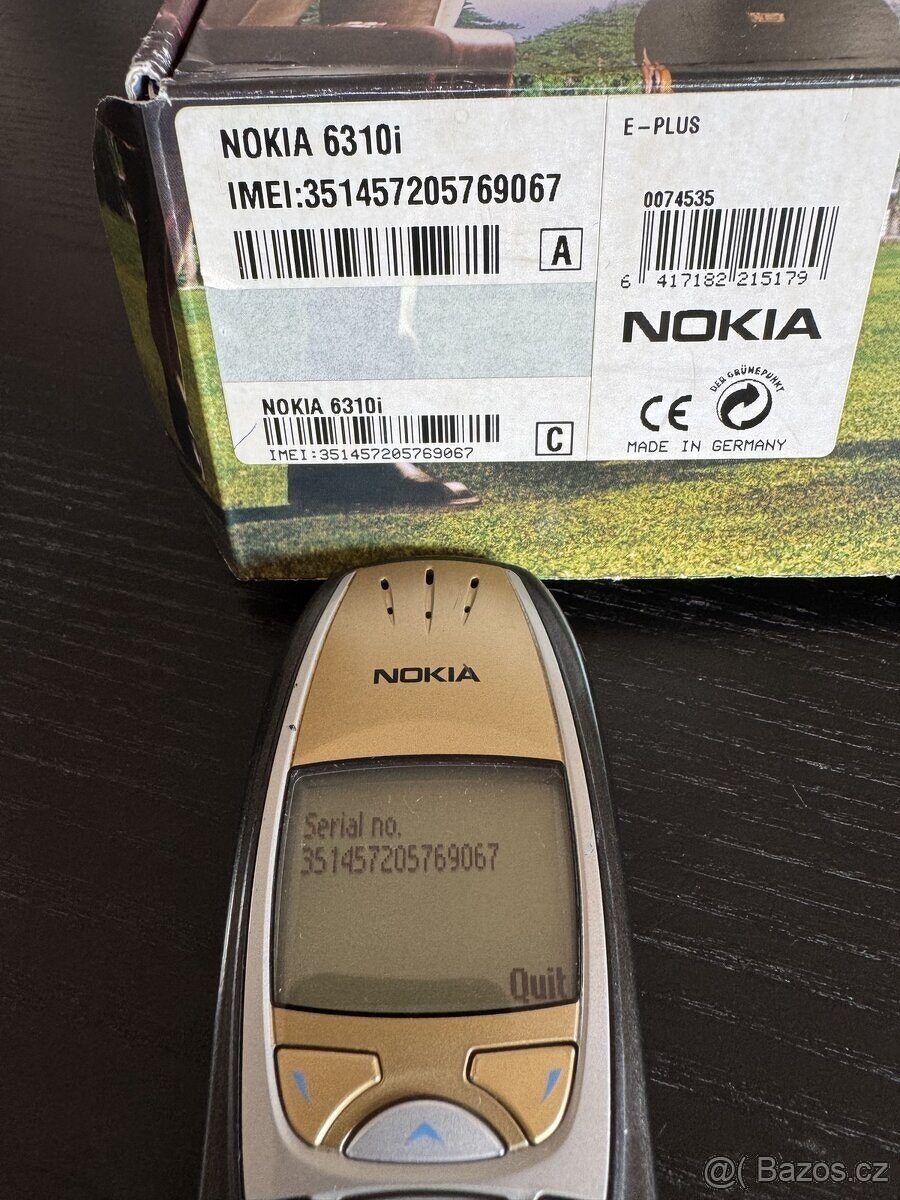 NOKIA 6310i
IMEI:351457205769067
A
NOKIA 6310i
IMEI:351457205769067
C
E-PLUS
0074535
6 417182 215179
NOKIA
CE
DER GRÜNE PUNKT
MADE IN GERMANY
NOKIA
Serial no.
351457205769067
Quit
@( Bazos.cz